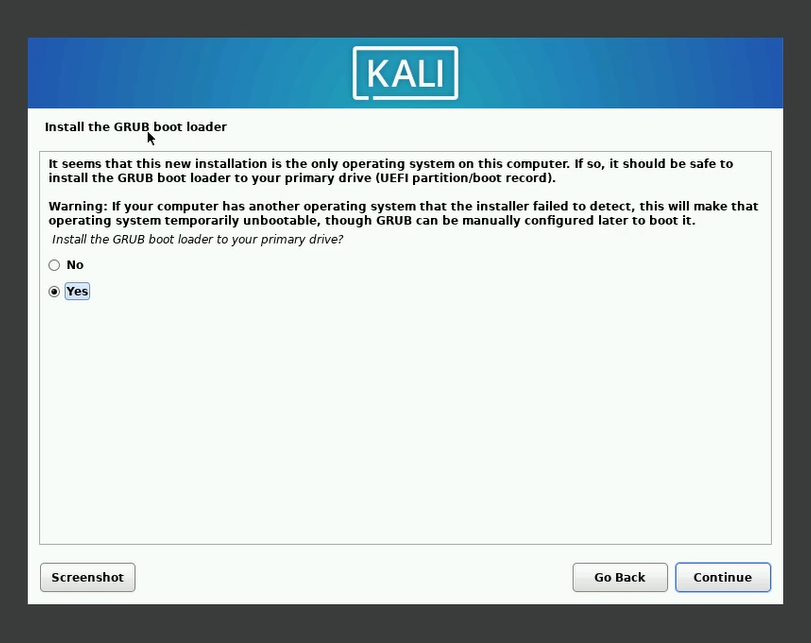 KALI
Install the GRUB boot loader
It seems that this new installation is the only operating system on this computer. If so, it should be safe to
install the GRUB boot loader to your primary drive (UEFI partition/boot record).
Warning: If your computer has another operating system that the installer failed to detect, this will make that
operating system temporarily unbootable, though GRUB can be manually configured later to boot it.
Install the GRUB boot loader to your primary drive?
No
Yes
Screenshot
Go Back
Continue